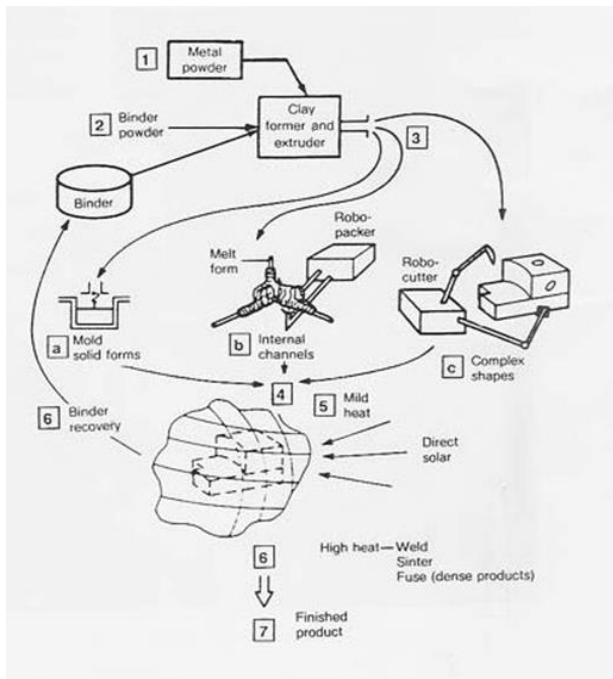 1
Metal
powder
2
Binder
powder
Clay
former and
extruder
3
Binder
Robo-
packer
Melt
form
Robo-
cutter
a
Mold
solid forms
b
Internal
channels
c
Complex
shapes
4
5
Mild
heat
6
Binder
recovery
Direct
solar
6
High heat—Weld
Sinter
Fuse (dense products)
7
Finished
product